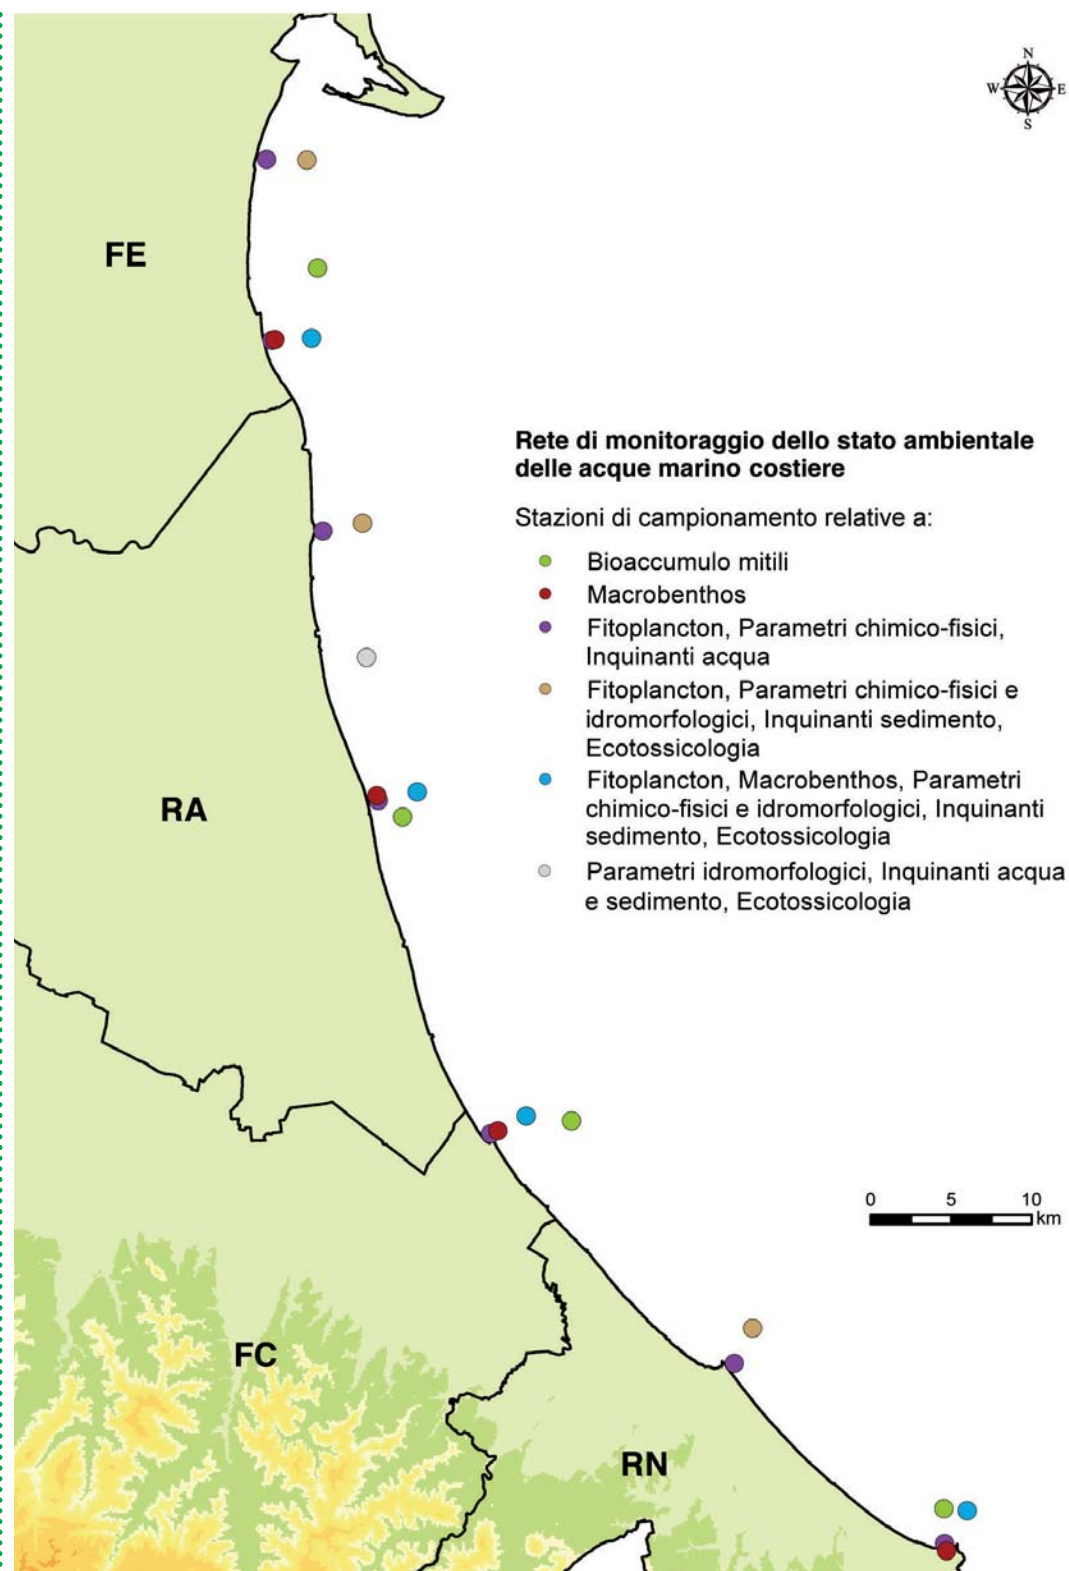 N
W E
S
FE
Rete di monitoraggio dello stato ambientale
delle acque marino costiere
Stazioni di campionamento relative a:
Bioaccumulo mitili
Macrobenthos
Fitoplancton, Parametri chimico-fisici,
Inquinanti acqua
Fitoplancton, Parametri chimico-fisici e
idromorfologici, Inquinanti sedimento,
Ecotossicologia
Fitoplancton, Macrobenthos, Parametri
chimico-fisici e idromorfologici, Inquinanti
sedimento, Ecotossicologia
Parametri idromorfologici, Inquinanti acqua
e sedimento, Ecotossicologia
RA
0 5 10
km
FC
RN